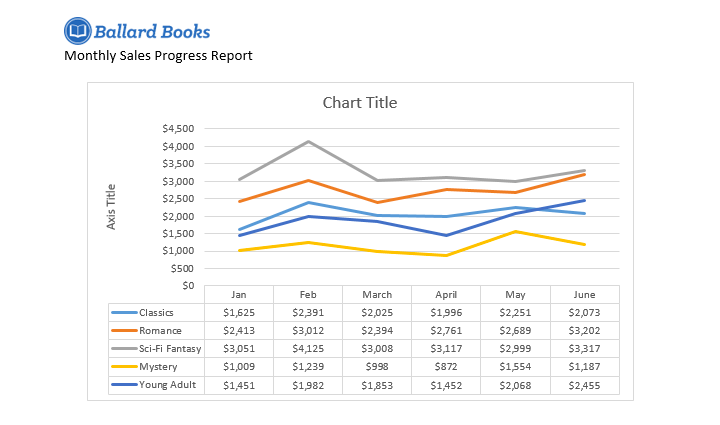 Ballard Books
Monthly Sales Progress Report
Chart Title
Axis Title
$4,500
$4,000
$3,500
$3,000
$2,500
$2,000
$1,500
$1,000
$500
$0
Jan Feb March April May June
Classics $1,625 $2,391 $2,025 $1,996 $2,251 $2,073
Romance $2,413 $3,012 $2,394 $2,761 $2,689 $3,202
Sci-Fi Fantasy $3,051 $4,125 $3,008 $3,117 $2,999 $3,317
Mystery $1,009 $1,239 $998 $872 $1,554 $1,187
Young Adult $1,451 $1,982 $1,853 $1,452 $2,068 $2,455